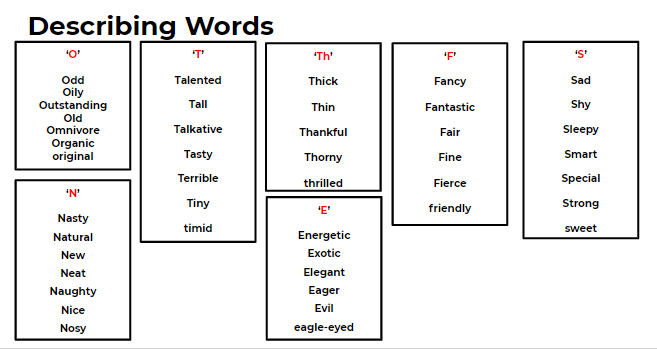 Describing Words
‘O’
Odd
Oily
Outstanding
Old
Omnivore
Organic
original
‘T’
Talented
Tall
Talkative
Tasty
Terrible
Tiny
timid
‘Th’
Thick
Thin
Thankful
Thorny
thrilled
‘F’
Fancy
Fantastic
Fair
Fine
Fierce
friendly
‘S’
Sad
Shy
Sleepy
Smart
Special
Strong
sweet
‘N’
Nasty
Natural
New
Neat
Naughty
Nice
Nosy
‘E’
Energetic
Exotic
Elegant
Eager
Evil
eagle-eyed